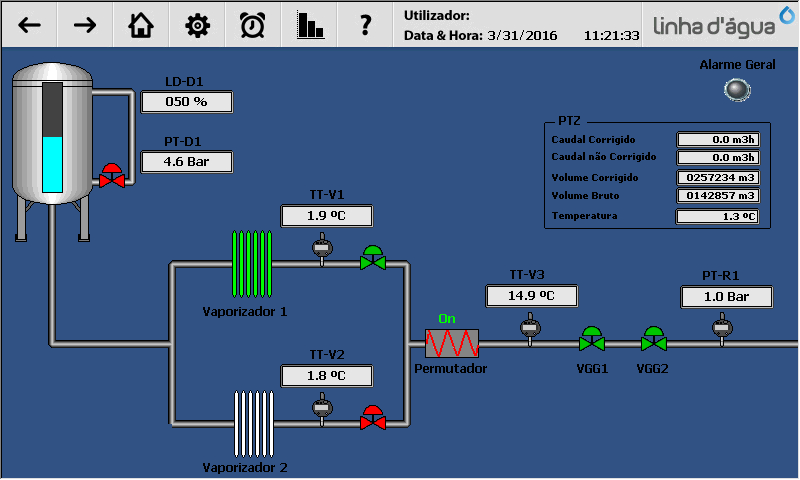 ?
Utilizador:
Data & Hora: 3/31/2016 11:21:33
linha d'água
Alarme Geral
LD-D1
050 %
PT-D1
4.6 Bar
PTZ
Caudal Corrigido 0.0 m3h
Caudal não Corrigido 0.0 m3h
Volume Corrigido 0257234 m3
Volume Bruto 0142857 m3
Temperatura 1.3 ºC
TT-V1
1.9 ºC
Vaporizador 1
TT-V3
14.9 ºC
PT-R1
1.0 Bar
On
Permutador
VGG1
VGG2
TT-V2
1.8 ºC
Vaporizador 2